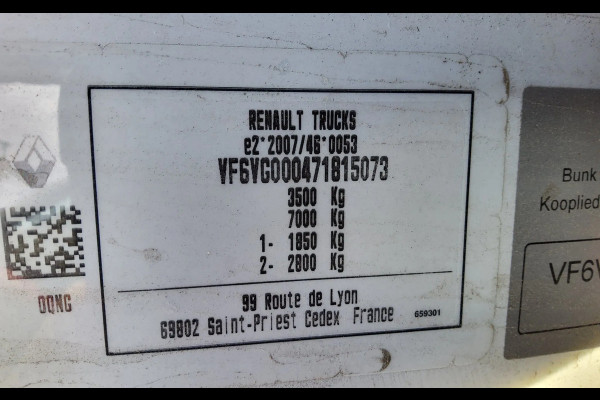 RENAULT TRUCKS
e2*2007/46*0053
VF6VG000471815073
3500 Kg
7000 Kg
1- 1850 Kg
2- 2800 Kg
99 Route de Lyon
69802 Saint-Priest Cedex France
659301
OQNG
Bunk
Kooplied
VF6V